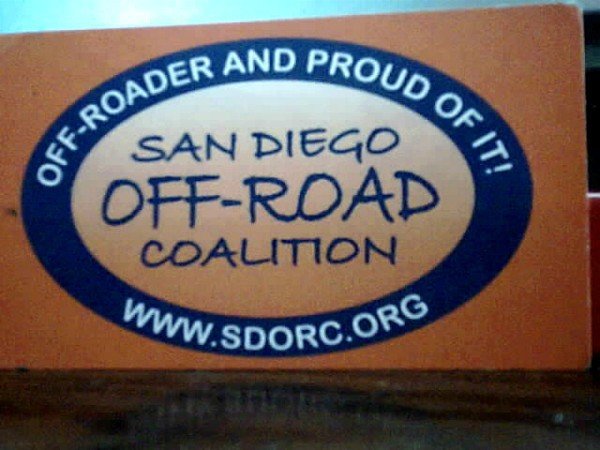 OFF-ROADER AND PROUD OF IT!
SAN DIEGO
OFF-ROAD
COALITION
WWW.SDORC.ORG